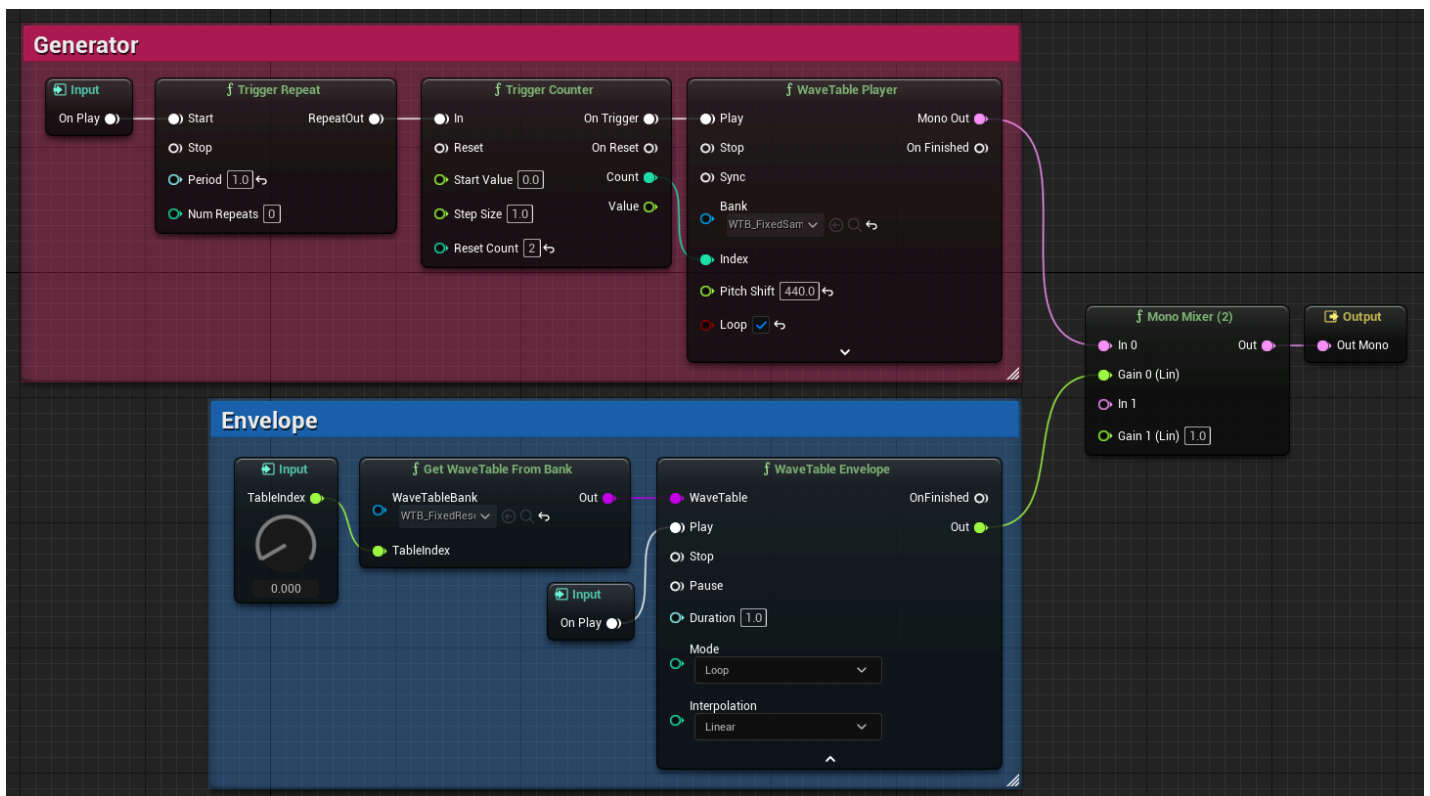 Generator
Input
On Play
Trigger Repeat
Start RepeatOut
Stop
Period 1.0
Num Repeats 0
Trigger Counter
In On Trigger
Reset On Reset
Start Value 0.0 Count
Step Size 1.0 Value
Reset Count 2
WaveTable Player
Play Mono Out
Stop On Finished
Sync
Bank
WTB_FixedSam
Index
Pitch Shift 440.0
Loop
Mono Mixer (2)
In 0 Out
Gain 0 (Lin)
In 1
Gain 1 (Lin) 1.0
Output
Out Mono
Envelope
Input
TableIndex
0.000
Get WaveTable From Bank
WaveTableBank Out
WTB_FixedResa
TableIndex
Input
On Play
WaveTable Envelope
WaveTable OnFinished
Play Out
Stop
Pause
Duration 1.0
Mode
Loop
Interpolation
Linear